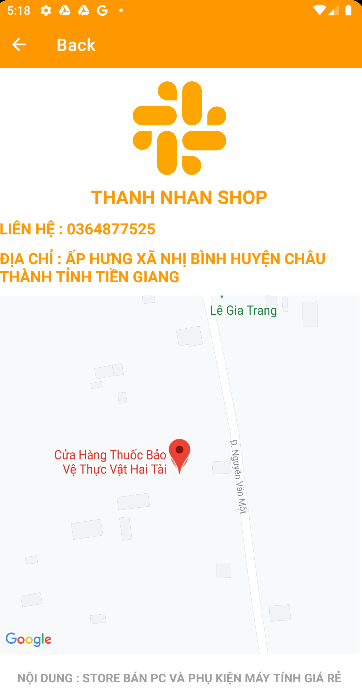 5:18
Back
THANH NHAN SHOP
LIÊN HỆ : 0364877525
ĐỊA CHỈ : ẤP HƯNG XÃ NHỊ BÌNH HUYỆN CHÂU
THÀNH TỈNH TIỀN GIANG
Lê Gia Trang
Cửa Hàng Thuốc Bảo
Vệ Thực Vật Hai Tài
Đ. Nguyễn Văn Một
Google
NỘI DUNG : STORE BÁN PC VÀ PHỤ KIỆN MÁY TÍNH GIÁ RẺ